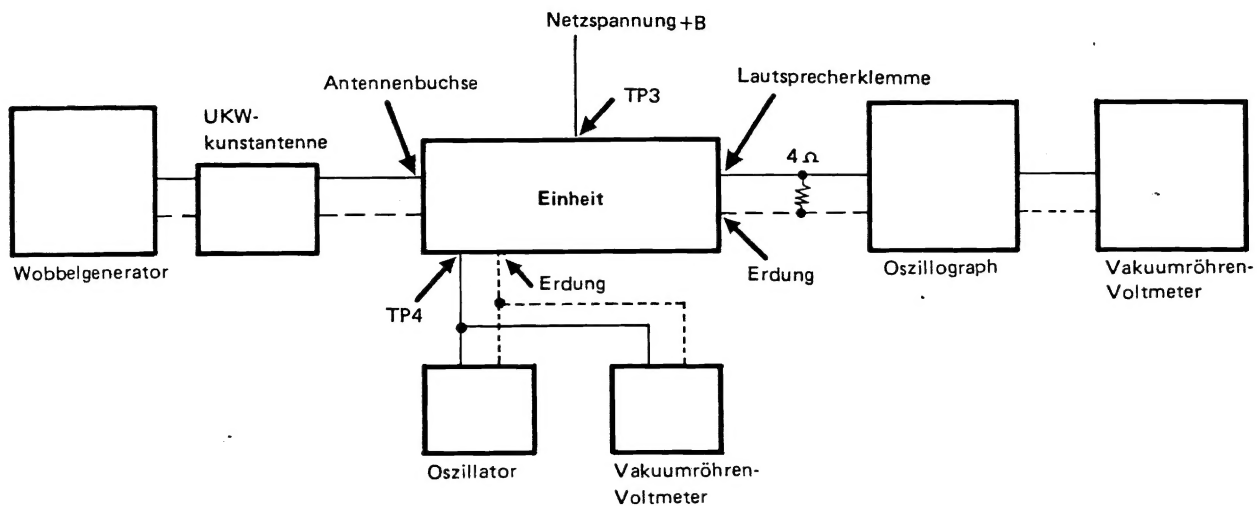 Netzspannung +B
Antennenbuchse
TP3
Lautsprecherklemme
UKW-
kunstantenne
4 Ω
Einheit
Wobbelgenerator
Erdung
Erdung
Oszillograph
Vakuumröhren-
Voltmeter
TP4
Oszillator
Vakuumröhren-
Voltmeter